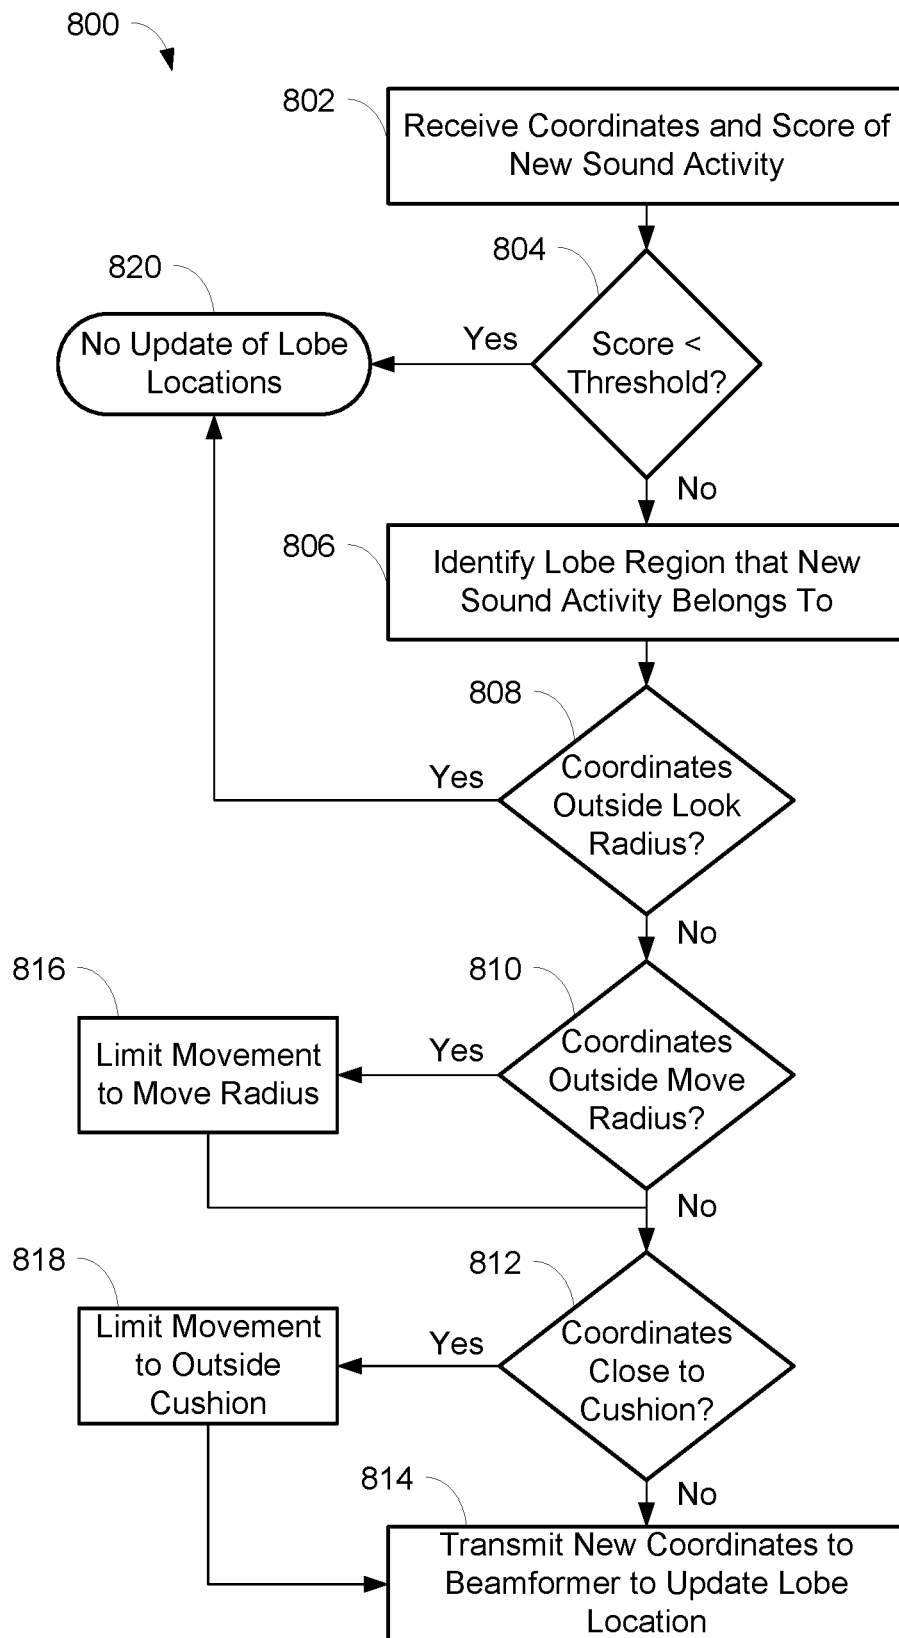 800
802
Receive Coordinates and Score of
New Sound Activity
804
820
No Update of Lobe
Locations
Yes
Score <
Threshold?
No
806
Identify Lobe Region that New
Sound Activity Belongs To
808
Yes
Coordinates
Outside Look
Radius?
No
816
810
Limit Movement
to Move Radius
Yes
Coordinates
Outside Move
Radius?
No
818
812
Limit Movement
to Outside
Cushion
Yes
Coordinates
Close to
Cushion?
No
814
Transmit New Coordinates to
Beamformer to Update Lobe
Location